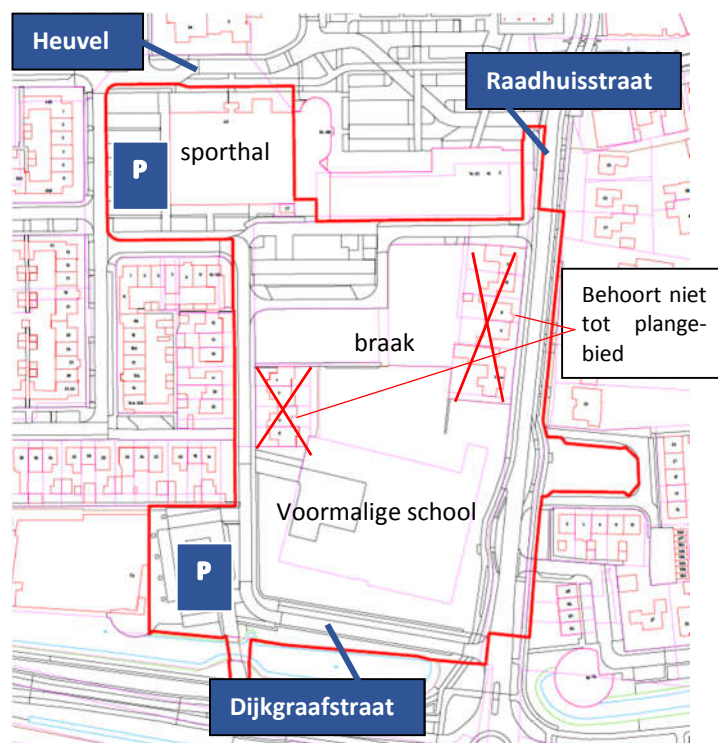 Heuvel
Raadhuisstraat
sporthal
P
Behoort niet
tot plange-
bied
braak
Voormalige school
P
Dijkgraafstraat